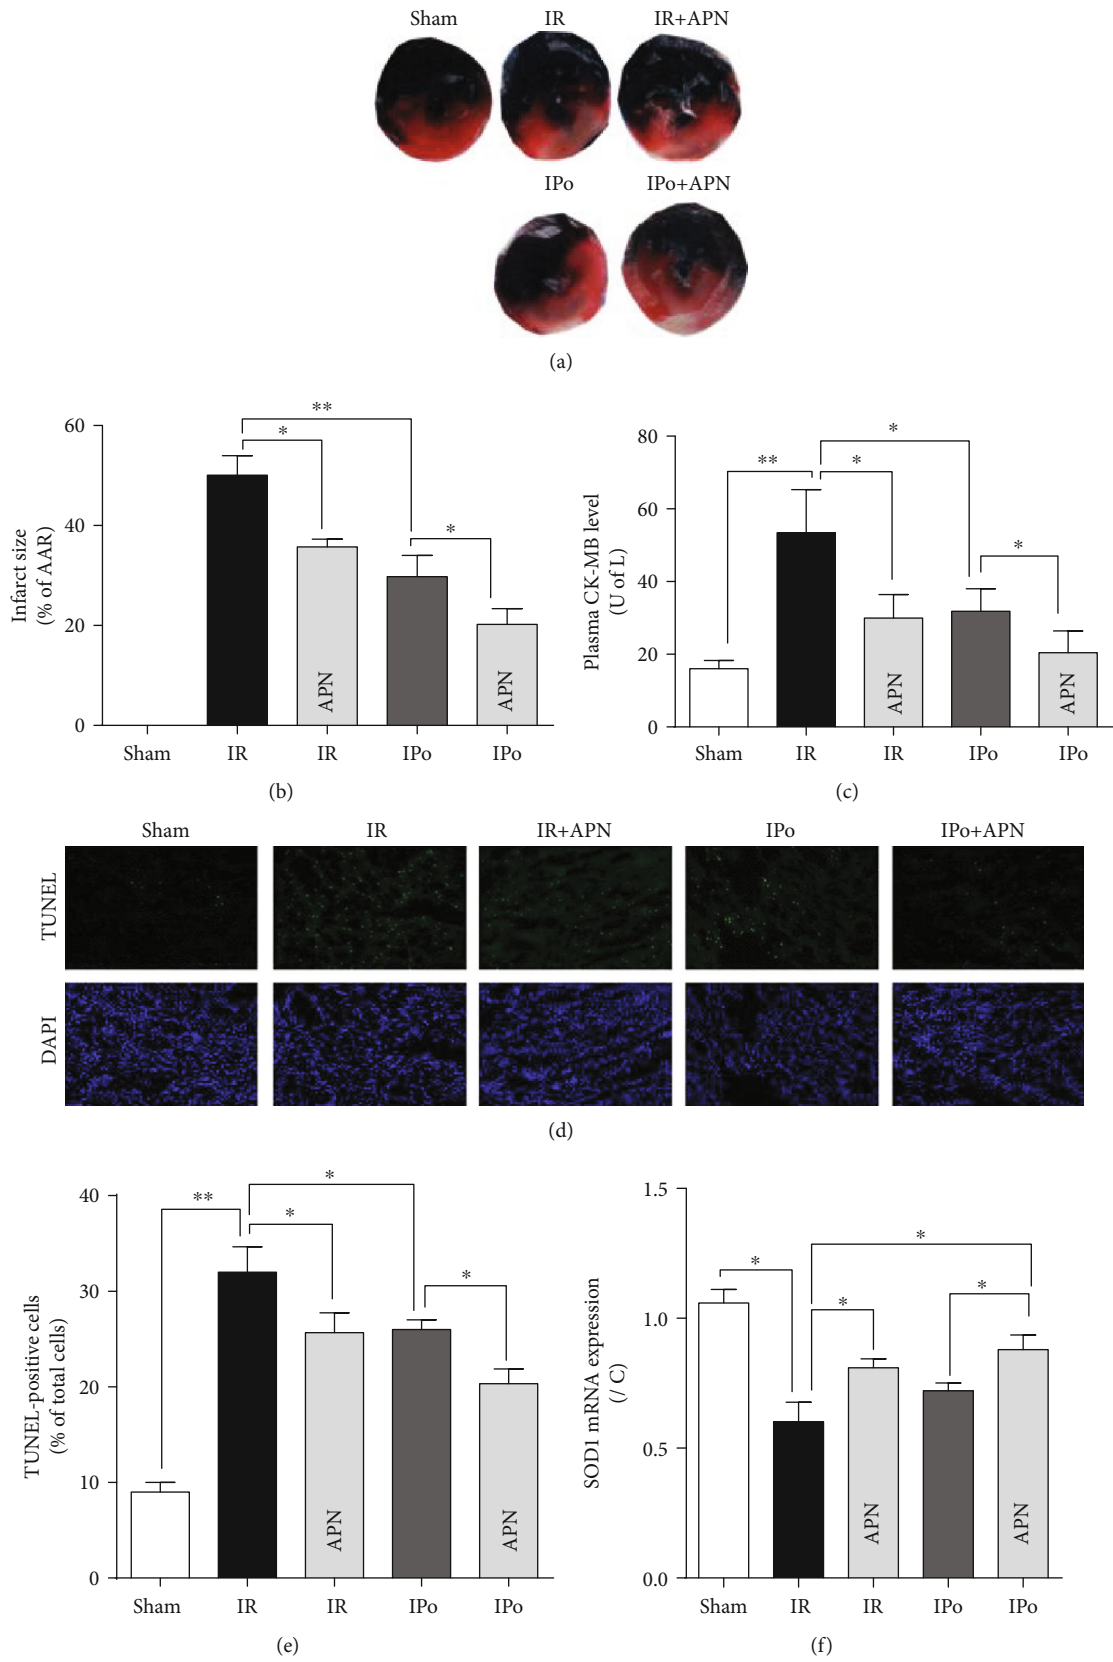 Sham IR IR+APN
IPo IPo+APN
(a)
Infarct size
(% of AAR)
60
40
20
0
**
*
*
APN
APN
Sham IR IR IPo IPo
(b)
Plasma CK-MB level
(U of L)
80
60
40
20
0
**
*
*
*
APN
APN
Sham IR IR IPo IPo
(c)
Sham IR IR+APN IPo IPo+APN
TUNEL
DAPI
(d)
TUNEL-positive cells
(% of total cells)
40
30
20
10
0
**
*
*
*
APN
APN
Sham IR IR IPo IPo
(e)
SOD1 mRNA expression
(/ C)
1.5
1.0
0.5
0.0
*
*
*
*
APN
APN
Sham IR IR IPo IPo
(f)